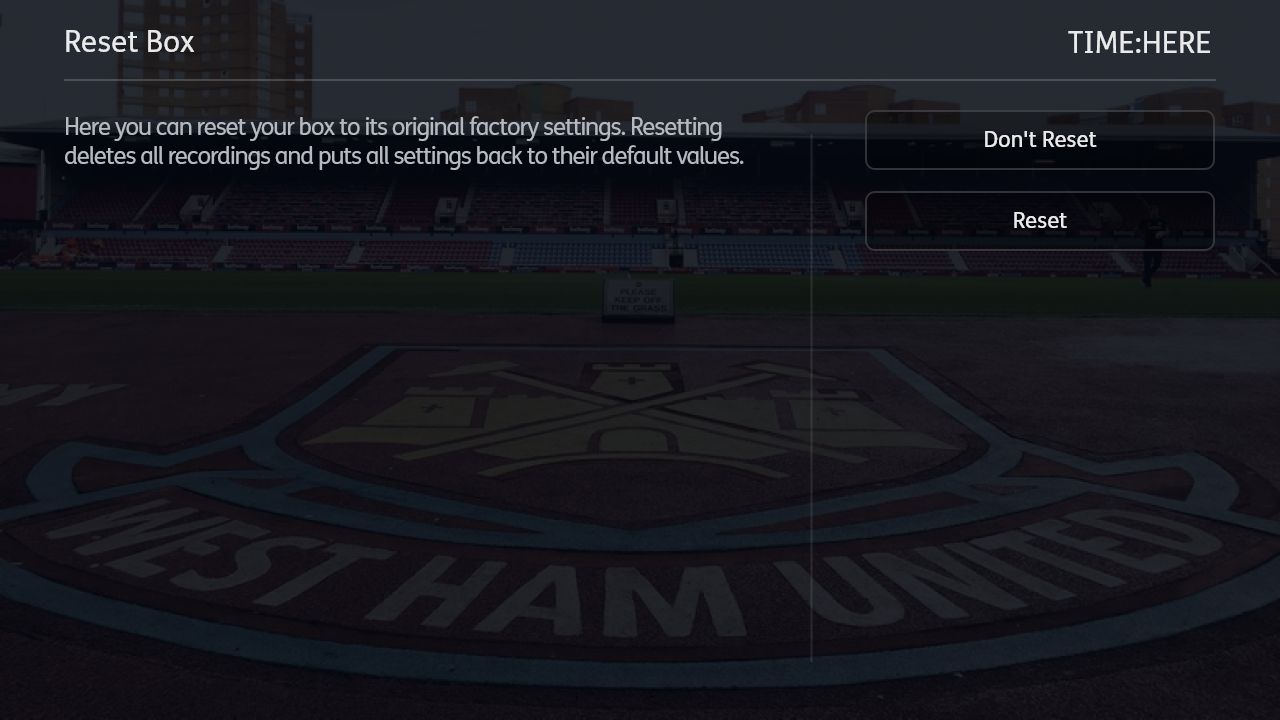 Reset Box
TIME:HERE
Here you can reset your box to its original factory settings. Resetting
deletes all recordings and puts all settings back to their default values.
Don't Reset
Reset
PLEASE
KEEP OFF
THE GRASS
WEST HAM UNITED